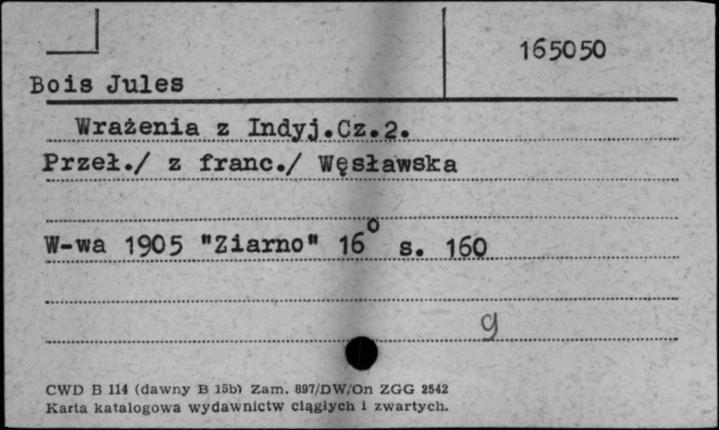 165050
Bois Jules
Wrażenia z Indyj.Cz.2.
Przeł./ z franc./ Węsławska
W-wa 1905 "Ziarno" 16° s. 160
g
CWD B 114 (dawny B 15b) Zam. 897/DW/On ZGG 2542
Karta katalogowa wydawnictw ciągłych i zwartych.